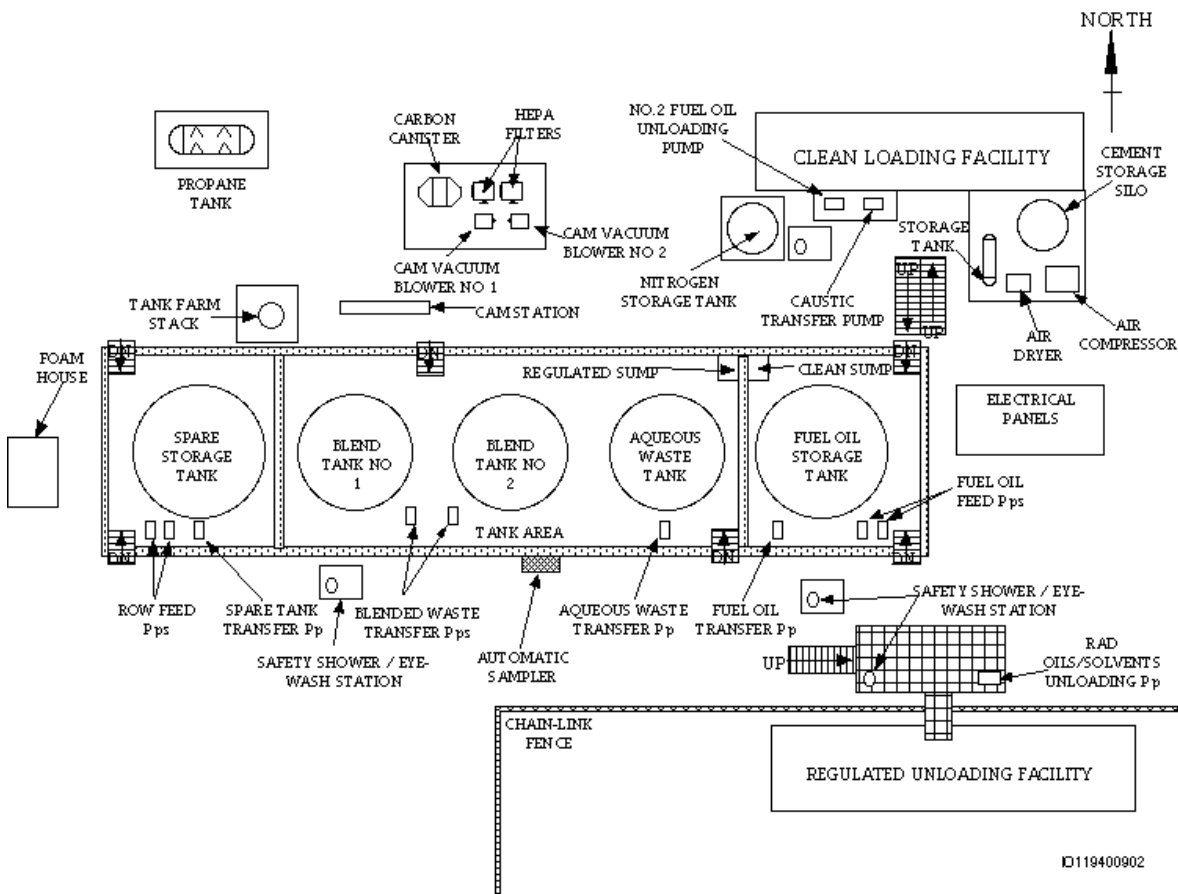 NORTH
PROPANE
TANK
CARBON
CANISTER
HEPA
FILTERS
CAM VACUUM
BLOWER NO 2
CAM VACUUM
BLOWER NO 1
NO.2 FUEL OIL
UNLOADING
PUMP
CLEAN LOADING FACILITY
CEMENT
STORAGE
SILO
STORAGE
TANK
NITROGEN
STORAGE TANK
CAUSTIC
TRANSFER PUMP
UP
UP
AIR
DRYER
AIR
COMPRESSOR
TANK FARM
STACK
CAM STATION
FOAM
HOUSE
DN
DN
DN
REGULATED SUMP
CLEAN SUMP
ELECTRICAL
PANELS
SPARE
STORAGE
TANK
BLEND
TANK NO
1
BLEND
TANK NO
2
AQUEOUS
WASTE
TANK
FUEL OIL
STORAGE
TANK
FUEL OIL
FEED Pps
TANK AREA
DN
DN
DN
ROW FEED
Pps
SPARE TANK
TRANSFER Pp
SAFETY SHOWER / EYE-
WASH STATION
BLENDED WASTE
TRANSFER Pps
AUTOMATIC
SAMPLER
AQUEOUS WASTE
TRANSFER Pp
FUEL OIL
TRANSFER Pp
SAFETY SHOWER / EYE-
WASH STATION
UP
RAD
OILS/SOLVENTS
UNLOADING Pp
CHAIN-LINK
FENCE
REGULATED UNLOADING FACILITY
ID119400902